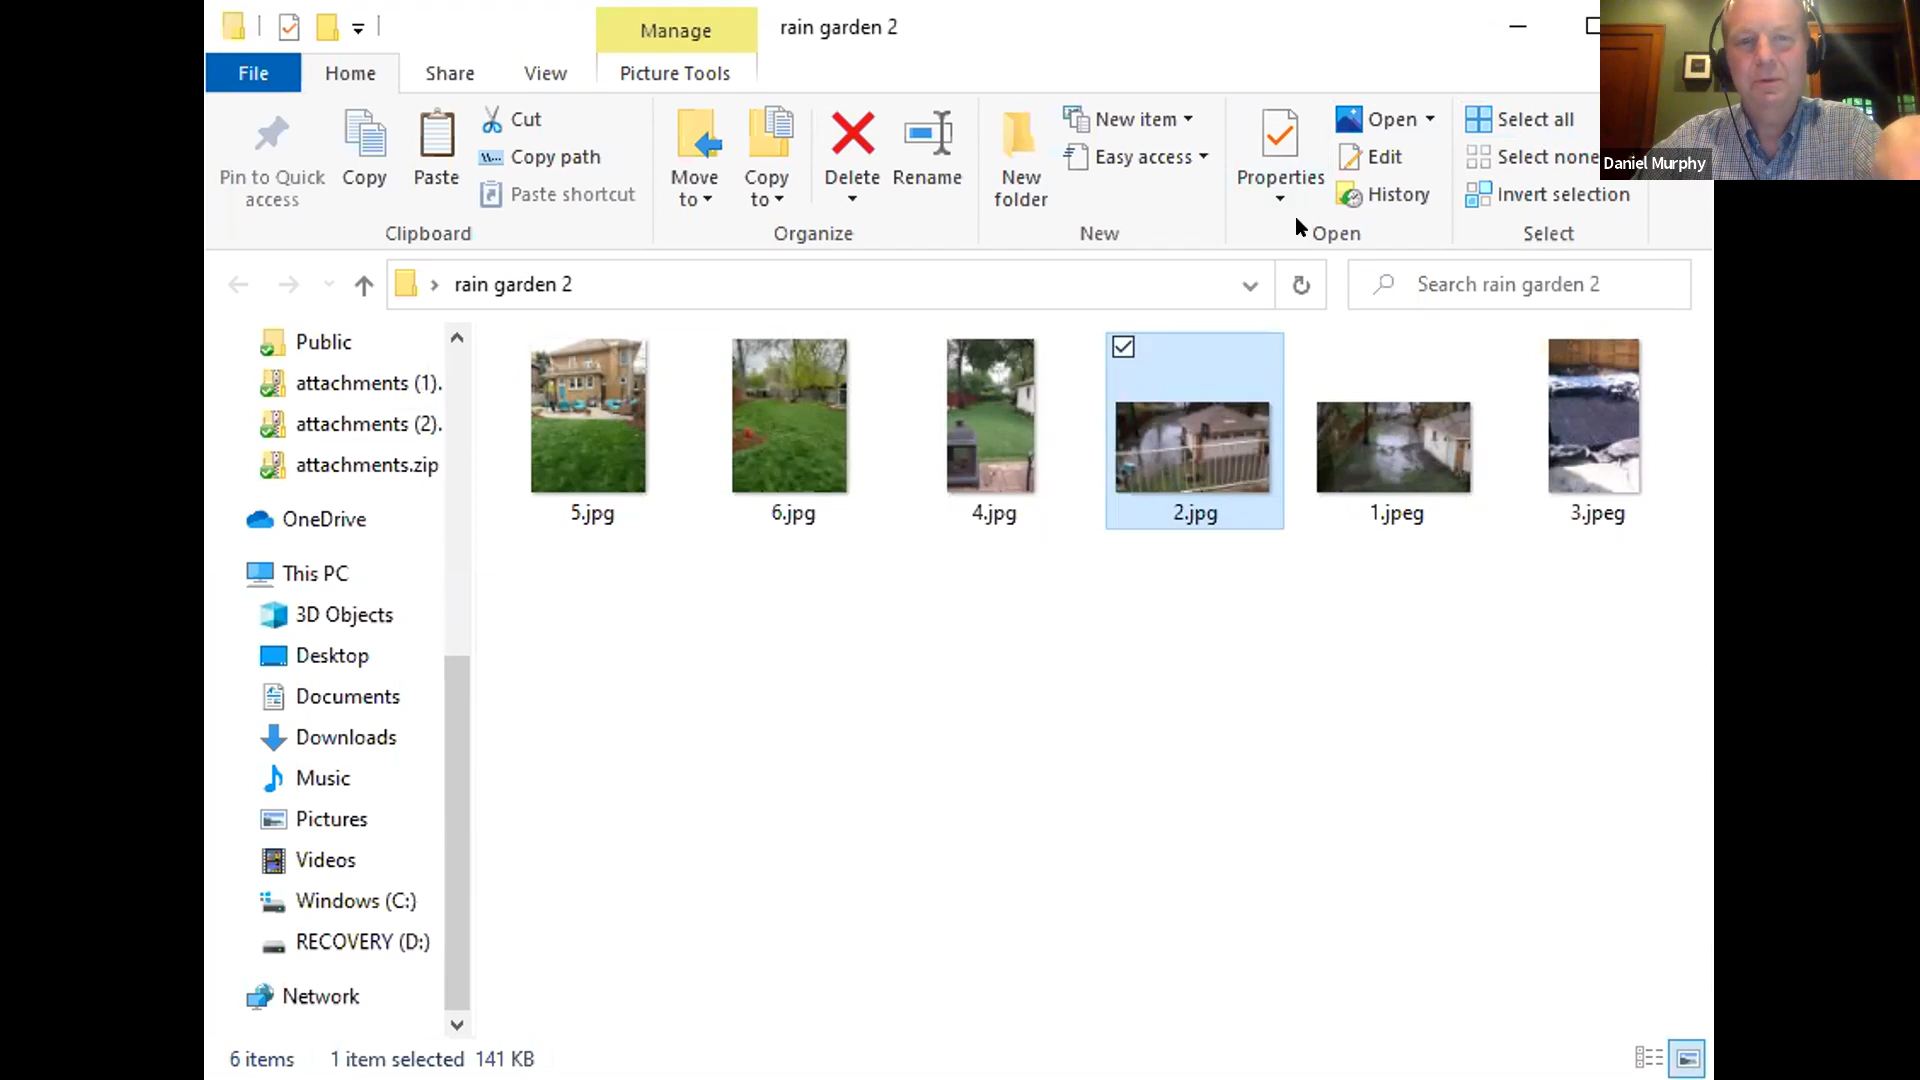 Manage
rain garden 2
File
Home
Share
View
Picture Tools
Pin to Quick access
Copy
Paste
Cut
Copy path
Paste shortcut
Clipboard
Move to
Copy to
Delete
Rename
Organize
New folder
New item
Easy access
New
Properties
Open
Edit
History
Open
Select all
Select none
Invert selection
Select
Daniel Murphy
rain garden 2
Search rain garden 2
Public
attachments (1).
attachments (2).
attachments.zip
OneDrive
This PC
3D Objects
Desktop
Documents
Downloads
Music
Pictures
Videos
Windows (C:)
RECOVERY (D:)
Network
5.jpg
6.jpg
4.jpg
2.jpg
1.jpeg
3.jpeg
6 items
1 item selected 141 KB